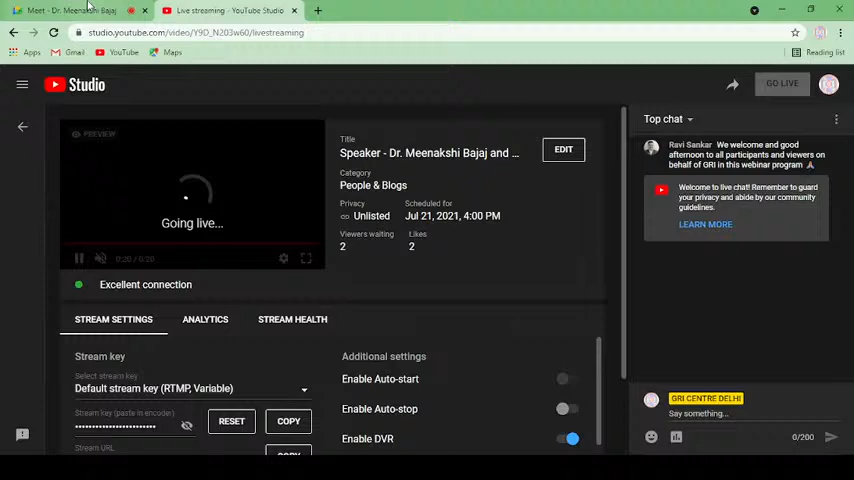 Meet - Dr. Meenakshi Bajaj
Live streaming - YouTube Studio
studio.youtube.com/video/Y9D_N203w60/livestreaming
Apps
Gmail
YouTube
Maps
Reading list
Studio
GO LIVE
PREVIEW
Going live...
0:20 / 0:20
Title
Speaker - Dr. Meenakshi Bajaj and ...
EDIT
Category
People & Blogs
Privacy
Unlisted
Scheduled for
Jul 21, 2021, 4:00 PM
Viewers waiting
2
Likes
2
Excellent connection
STREAM SETTINGS
ANALYTICS
STREAM HEALTH
Stream key
Select stream key
Default stream key (RTMP, Variable)
Stream key (paste in encoder)
RESET
COPY
Stream URL
COPY
Additional settings
Enable Auto-start
Enable Auto-stop
Enable DVR
Top chat
Ravi Sankar We welcome and good
afternoon to all participants and viewers on
behalf of GRI in this webinar program 🙏
Welcome to live chat! Remember to guard
your privacy and abide by our community
guidelines.
LEARN MORE
GRI CENTRE DELHI
Say something...
0/200